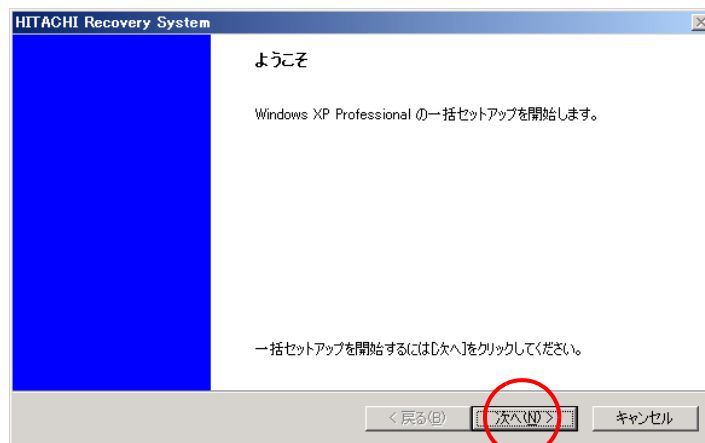 HITACHI Recovery System
ようこそ
Windows XP Professional の一括セットアップを開始します。
一括セットアップを開始するには[次へ]をクリックしてください。
< 戻る(B) 次へ(N) > キャンセル